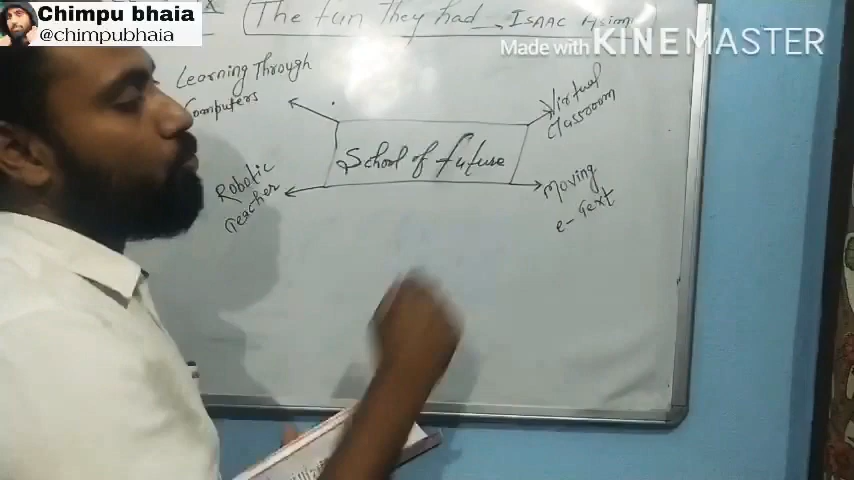 Chimpu bhaia
@chimpubhaia
The fun they had - ISAAC Asim
Made with KINEMASTER
Learning Through
Computers
Virtual
Classroom
School of future
Robotic
Teacher
Moving
e-Text